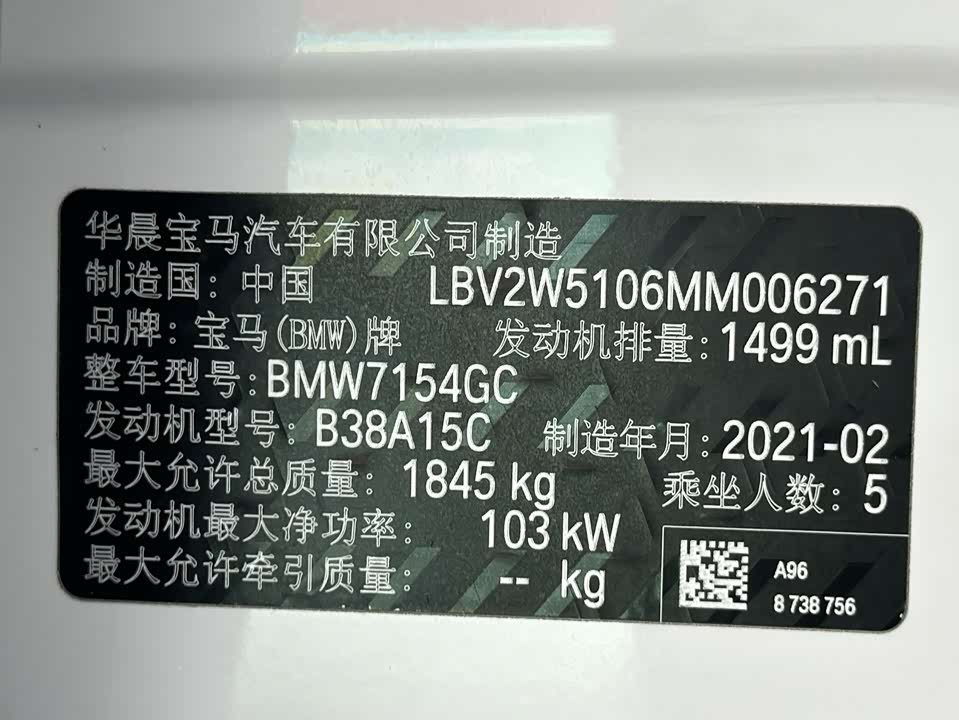 华晨宝马汽车有限公司制造
制造国：中国 LBV2W5106MM006271
品牌：宝马(BMW)牌 发动机排量：1499 mL
整车型号：BMW7154GC
发动机型号：B38A15C 制造年月：2021-02
最大允许总质量：1845 kg 乘坐人数：5
发动机最大净功率：103 kW
最大允许牵引质量：-- kg
A96
8 738 756